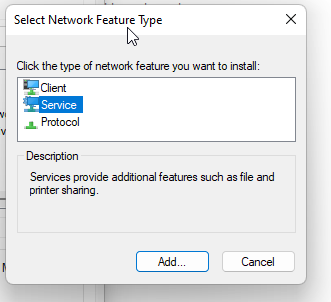 Select Network Feature Type
Click the type of network feature you want to install:
Client
Service
Protocol
Description
Services provide additional features such as file and
printer sharing.
Add...
Cancel